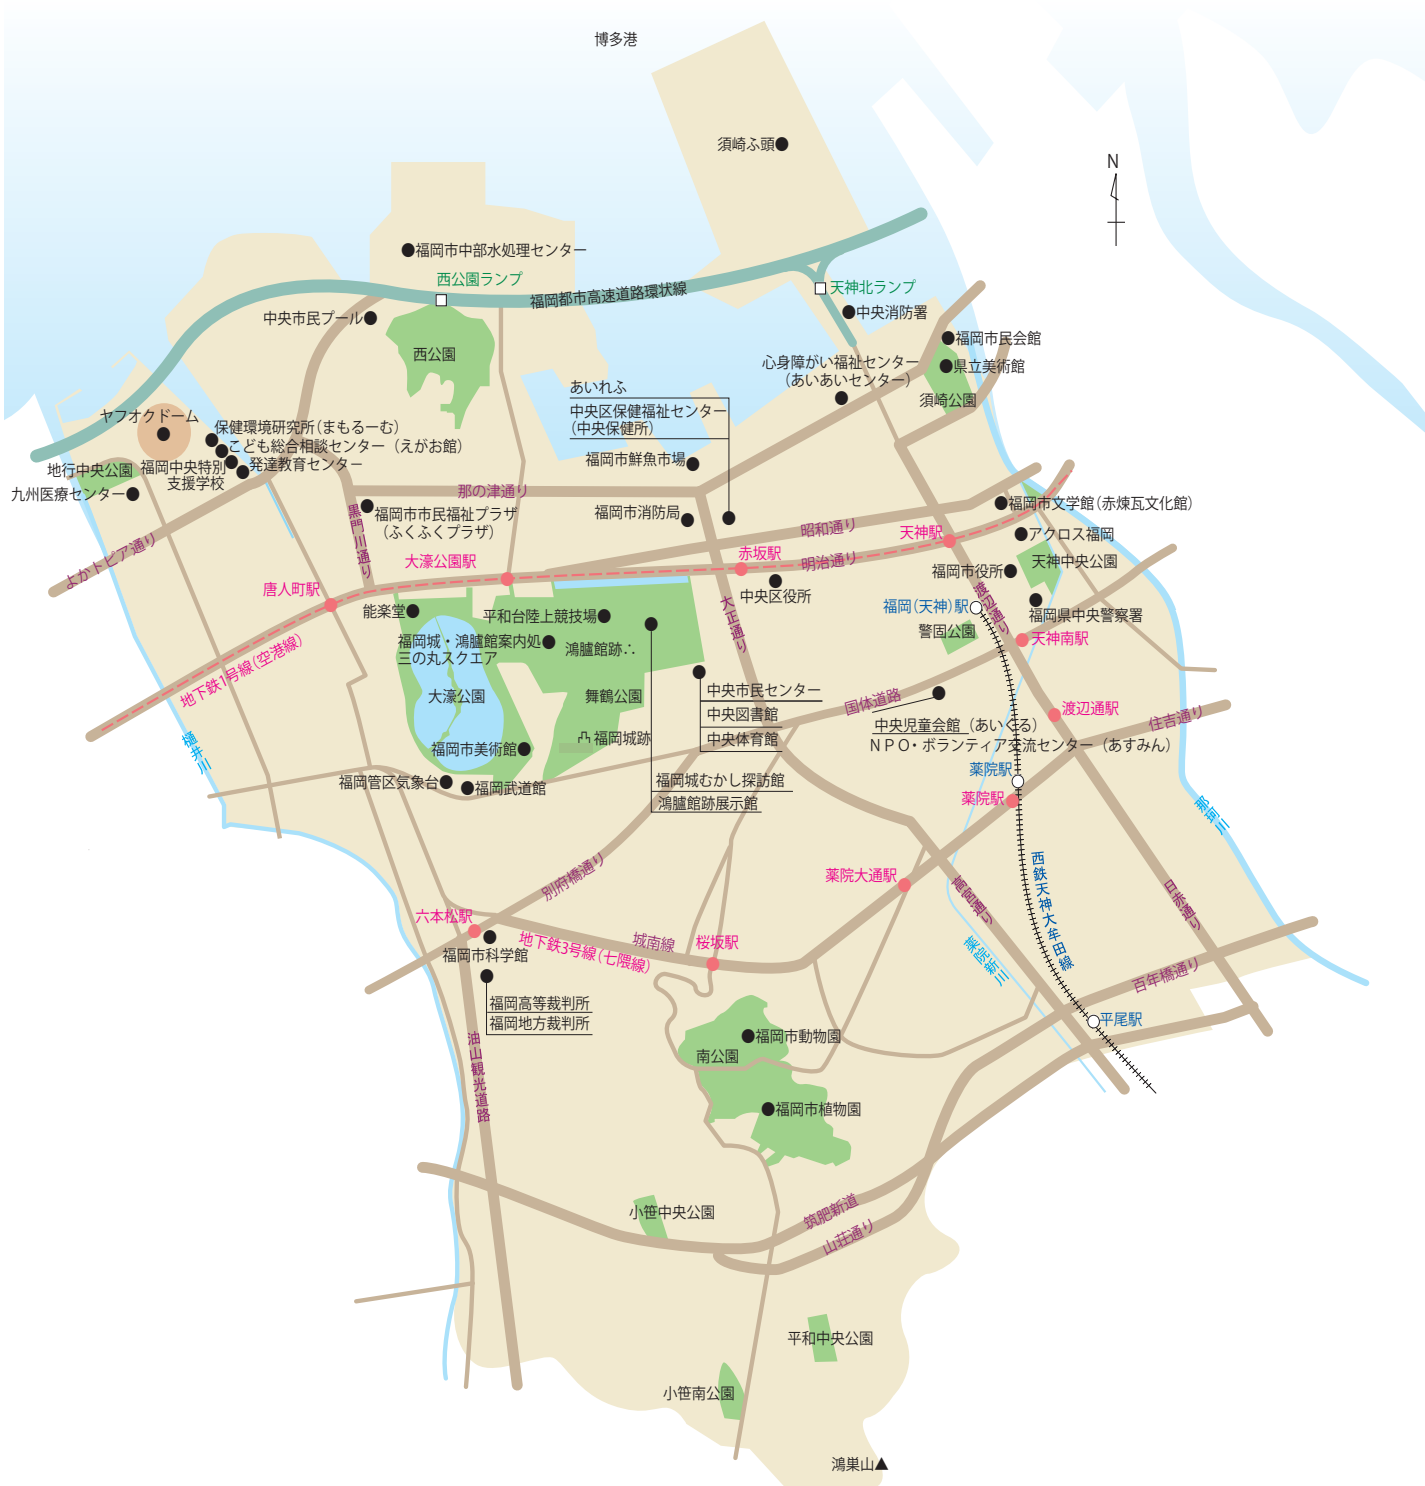 博多港
須崎ふ頭
N
福岡市中部水処理センター
西公園ランプ
福岡都市高速道路環状線
天神北ランプ
中央市民プール
中央消防署
福岡市民会館
西公園
心身障がい福祉センター
(あいあいセンター)
県立美術館
須崎公園
あいれふ
中央区保健福祉センター
(中央保健所)
ヤフオクドーム
保健環境研究所(まもるーむ)
こども総合相談センター(えがお館)
発達教育センター
福岡中央特別
支援学校
地行中央公園
九州医療センター
福岡市鮮魚市場
那の津通り
黒門川通り
福岡市市民福祉プラザ
(ふくふくプラザ)
福岡市消防局
福岡市文学館(赤煉瓦文化館)
昭和通り
天神駅
アクロス福岡
よかトピア通り
大濠公園駅
赤坂駅
明治通り
天神中央公園
福岡市役所
唐人町駅
中央区役所
渡辺通り
福岡(天神)駅
福岡県中央警察署
能楽堂
平和台陸上競技場
大正通り
警固公園
天神南駅
福岡城・鴻臚館案内処
三の丸スクエア
鴻臚館跡
地下鉄1号線(空港線)
大濠公園
舞鶴公園
中央市民センター
中央図書館
中央体育館
国体道路
渡辺通駅
住吉通り
中央児童会館(あいくる)
NPO・ボランティア交流センター(あすみん)
樋井川
福岡市美術館
福岡城跡
薬院駅
福岡管区気象台
福岡武道館
福岡城むかし探訪館
鴻臚館跡展示館
薬院駅
那珂川
別府橋通り
薬院大通駅
西鉄天神大牟田線
高宮通り
日赤通り
六本松駅
福岡市科学館
地下鉄3号線(七隈線)
城南線
桜坂駅
薬院新川
百年橋通り
福岡高等裁判所
福岡地方裁判所
平尾駅
油山観光道路
福岡市動物園
南公園
福岡市植物園
小笹中央公園
筑肥新道
山荘通り
平和中央公園
小笹南公園
鴻巣山